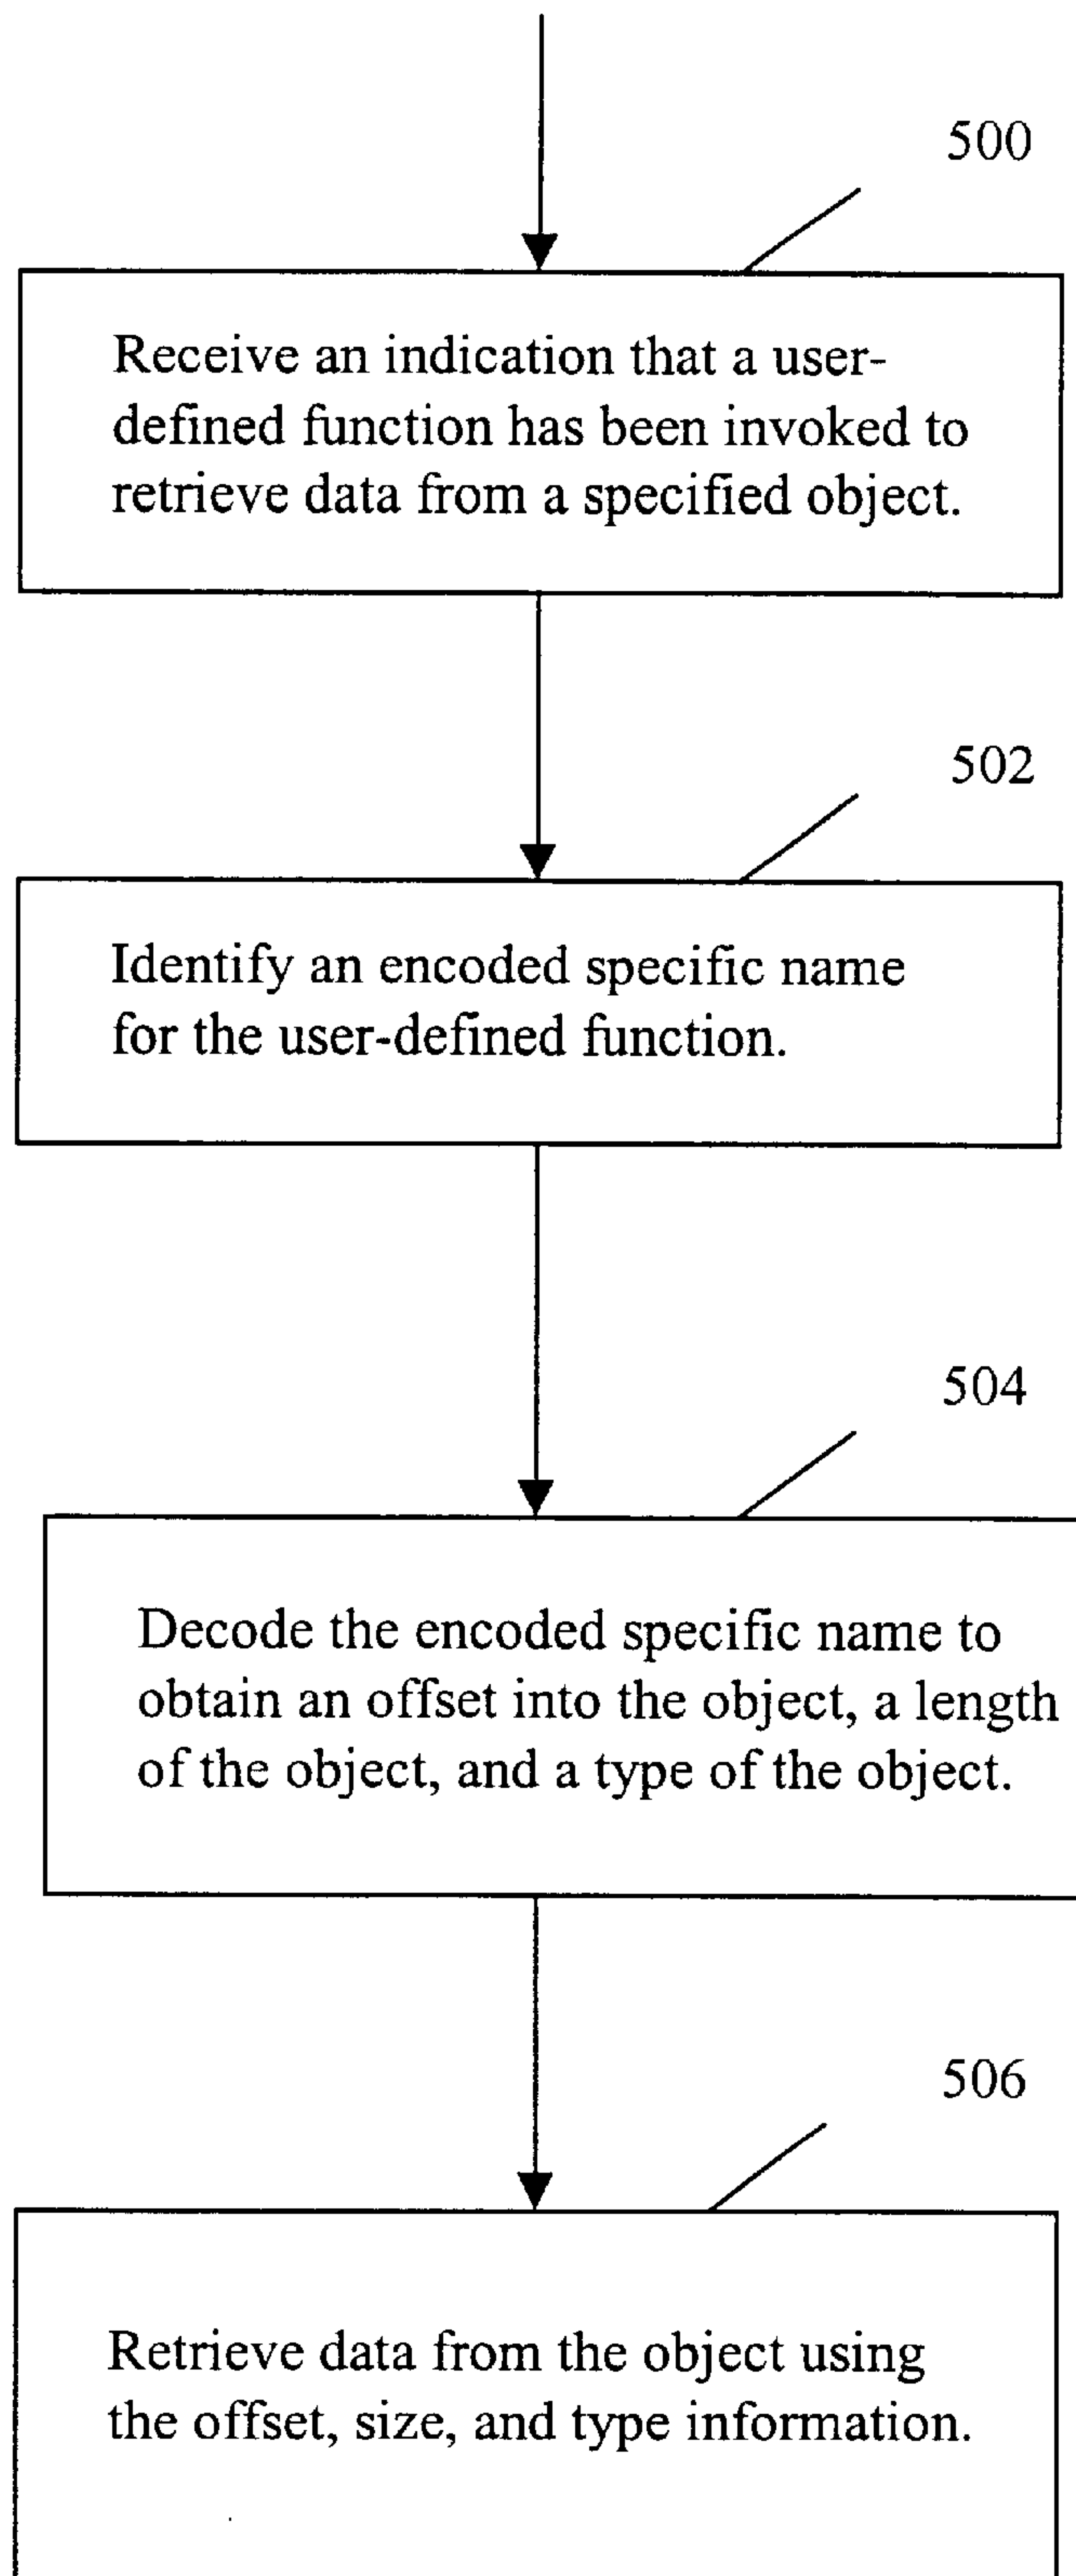 500
Receive an indication that a user-
defined function has been invoked to
retrieve data from a specified object.
502
Identify an encoded specific name
for the user-defined function.
504
Decode the encoded specific name to
obtain an offset into the object, a length
of the object, and a type of the object.
506
Retrieve data from the object using
the offset, size, and type information.